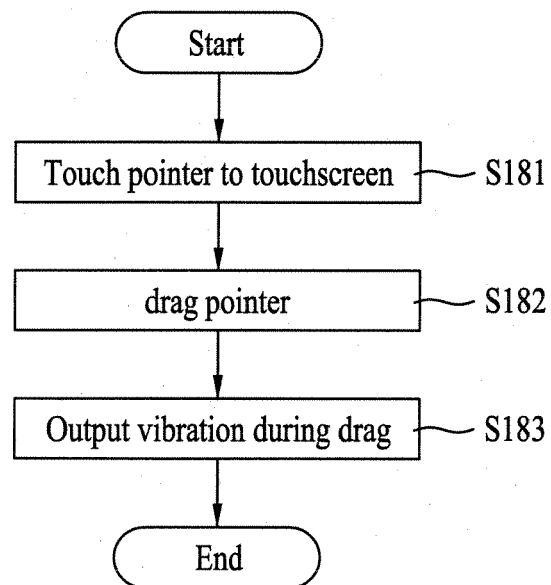 Start
Touch pointer to touchscreen S181
drag pointer S182
Output vibration during drag S183
End